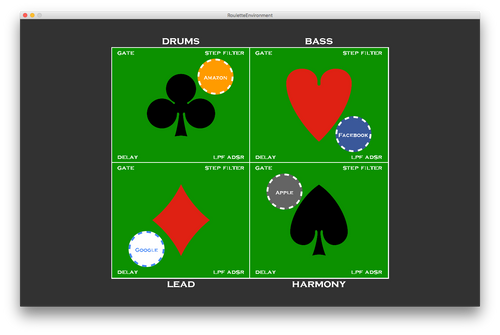 RouletteEnvironment
DRUMS BASS
GATE STEP FILTER GATE STEP FILTER
AMAZON
FACEBOOK
DELAY LPF ADSR DELAY LPF ADSR
GATE STEP FILTER GATE STEP FILTER
APPLE
GOOGLE
DELAY LPF ADSR DELAY LPF ADSR
LEAD HARMONY